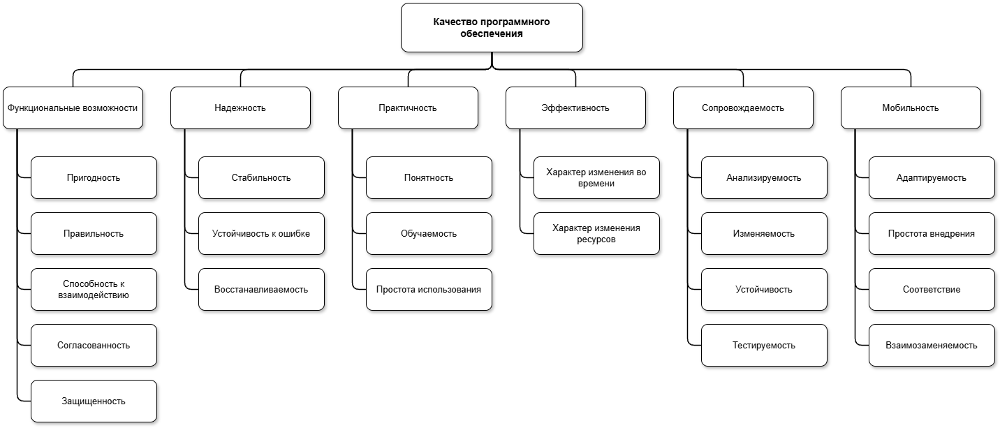 Качество программного
обеспечения
Функциональные возможности
Надежность
Практичность
Эффективность
Сопровождаемость
Мобильность
Пригодность
Правильность
Способность к
взаимодействию
Согласованность
Защищенность
Стабильность
Устойчивость к ошибке
Восстанавливаемость
Понятность
Обучаемость
Простота использования
Характер изменения во
времени
Характер изменения
ресурсов
Анализируемость
Изменяемость
Устойчивость
Тестируемость
Адаптируемость
Простота внедрения
Соответствие
Взаимозаменяемость